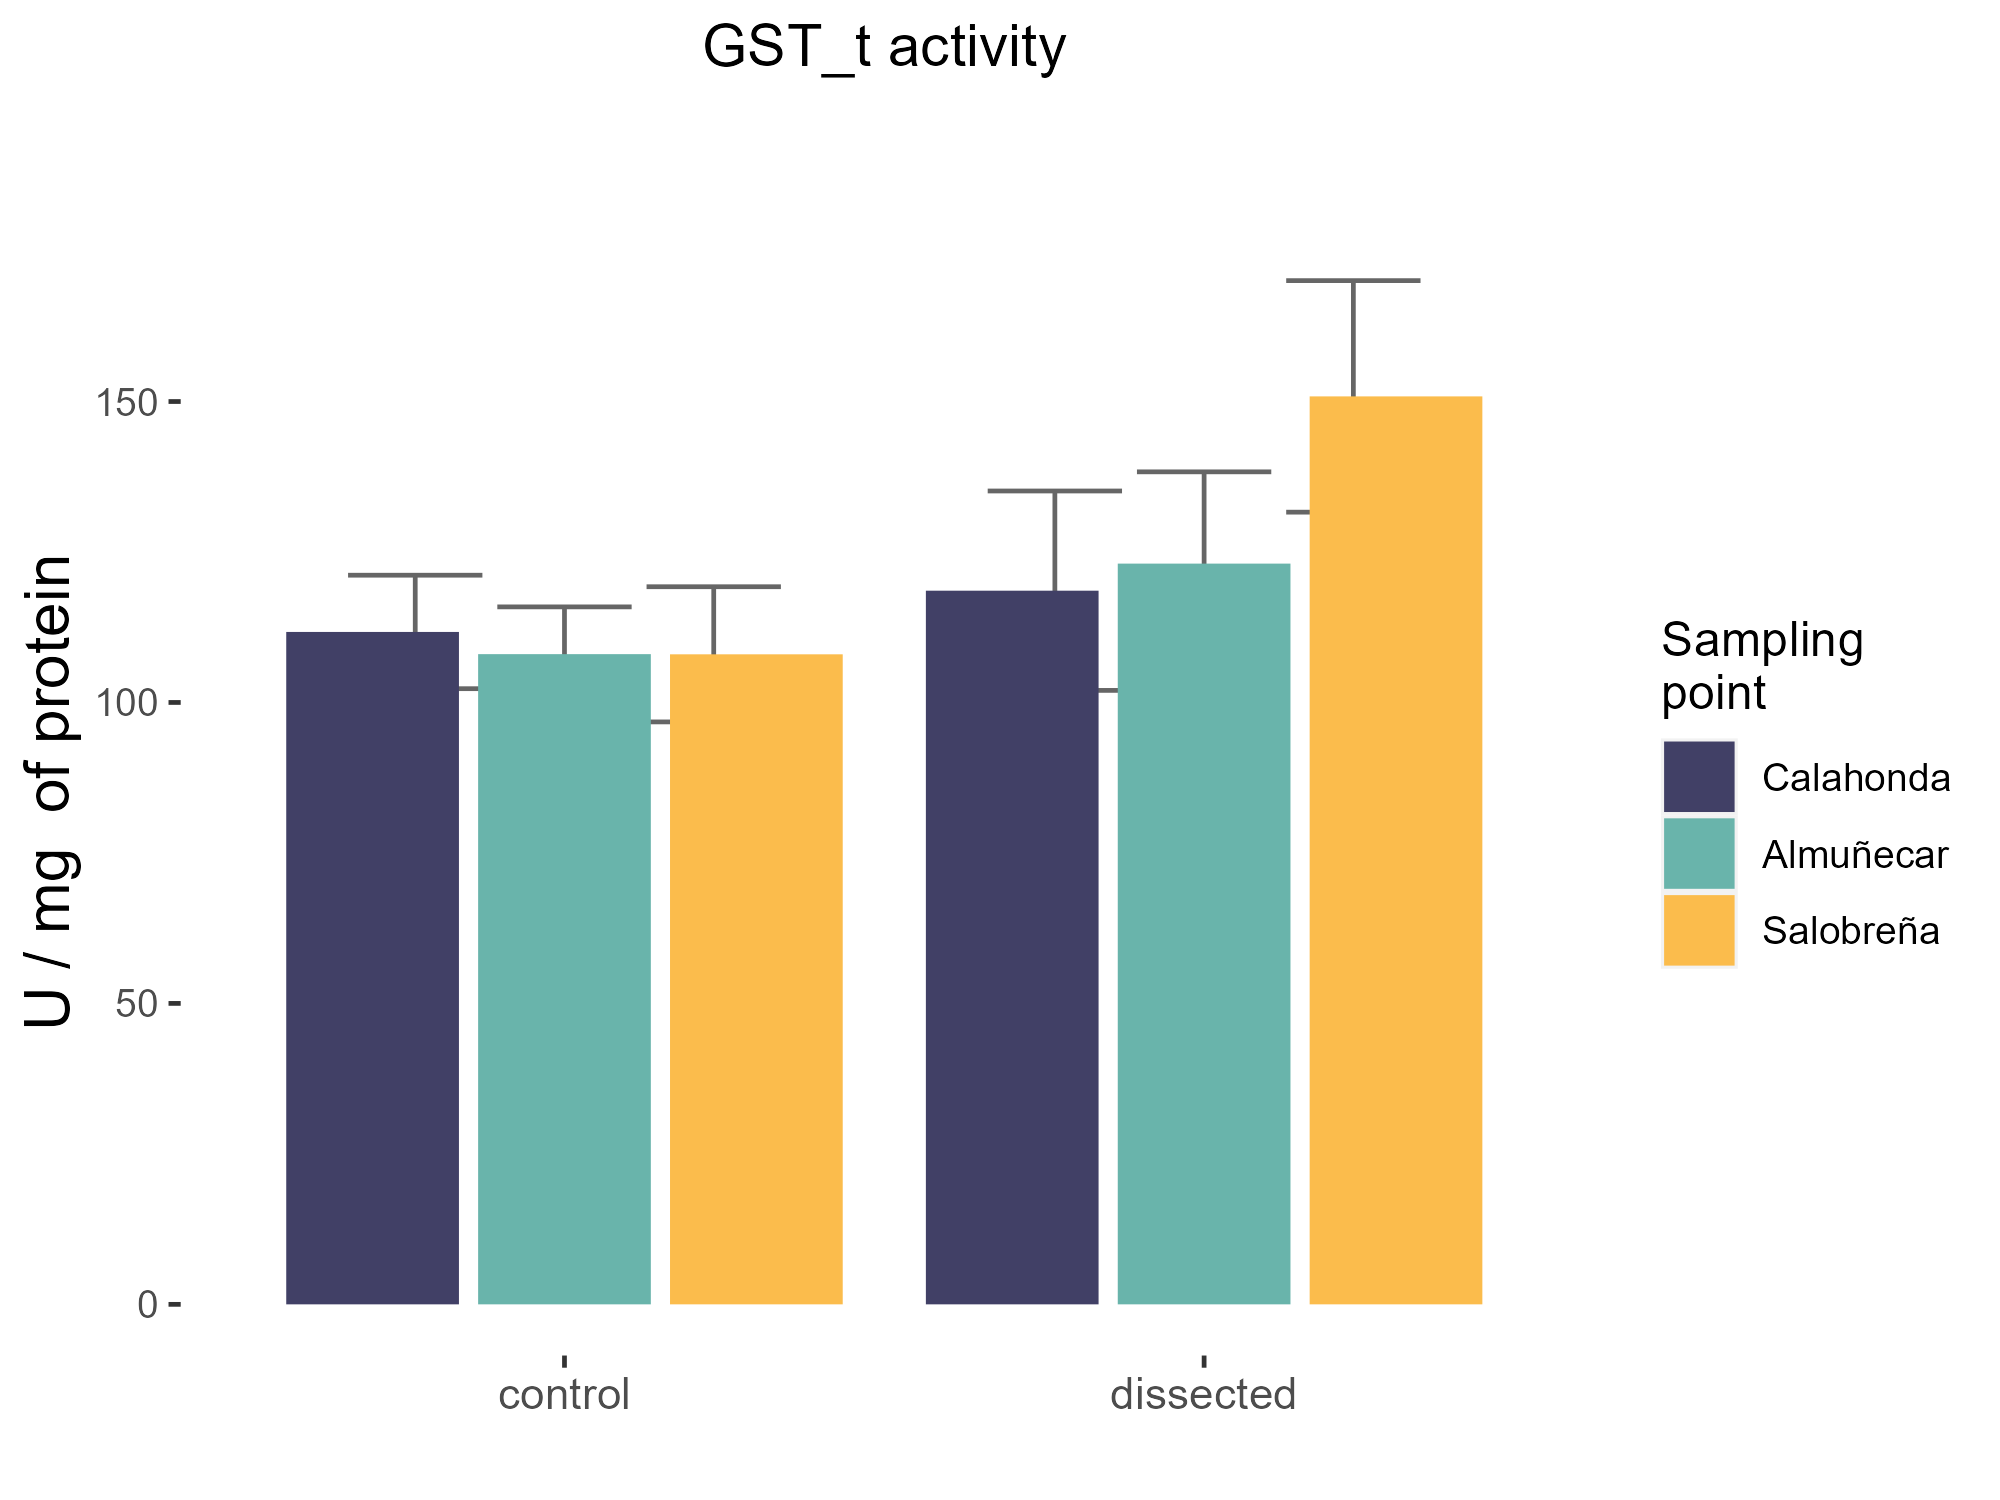 GST_t activity
U / mg  of protein
150
100
50
0
control
dissected
Sampling
point
Calahonda
Almuñecar
Salobreña